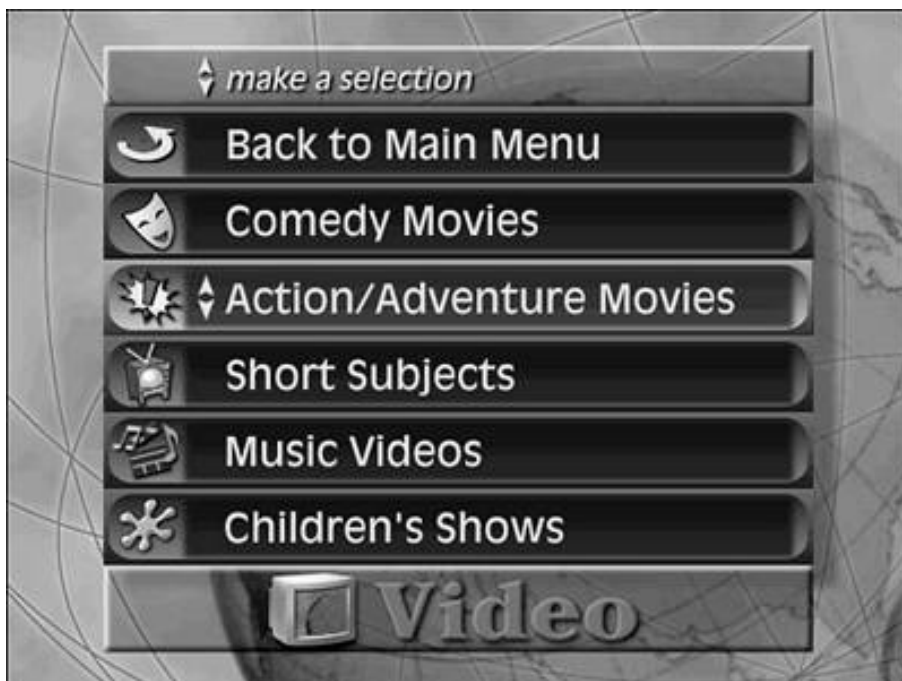 make a selection
Back to Main Menu
Comedy Movies
Action/Adventure Movies
Short Subjects
Music Videos
Children's Shows
Video